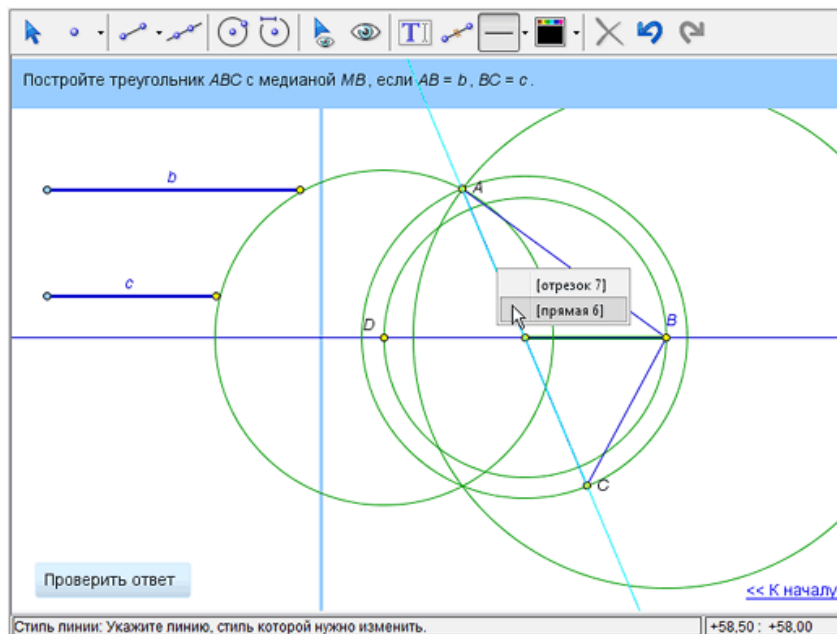 T
Постройте треугольник ABC с медианой MB, если AB = b, BC = c.
b
A
c
[отрезок 7]
[прямая 6]
D
B
C
Проверить ответ
<< К началу
Стиль линии: Укажите линию, стиль которой нужно изменить.
+58,50 : +58,00